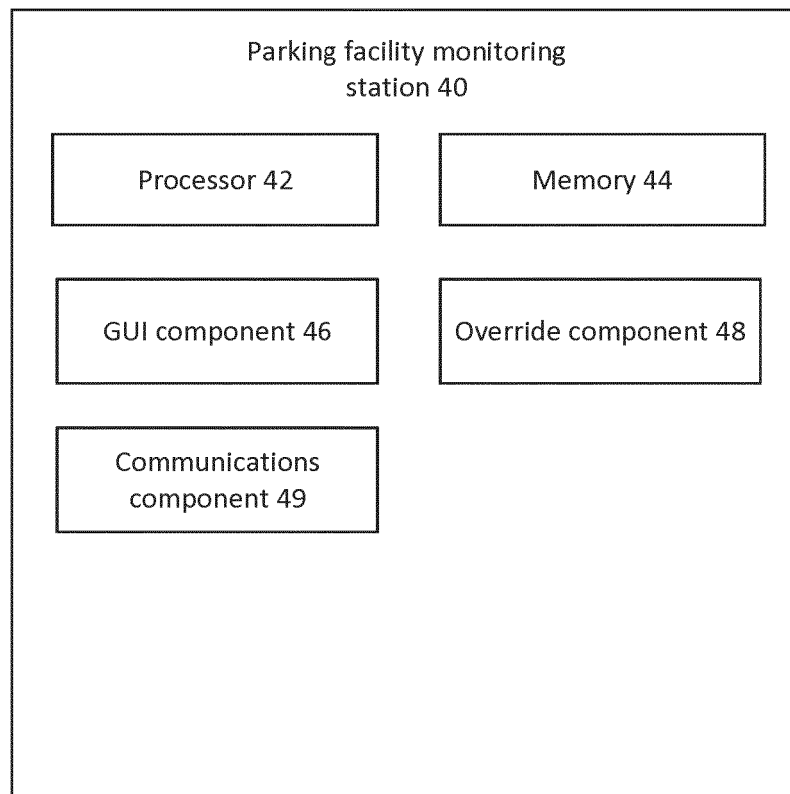 Parking facility monitoring
station 40
Processor 42
Memory 44
GUI component 46
Override component 48
Communications
component 49